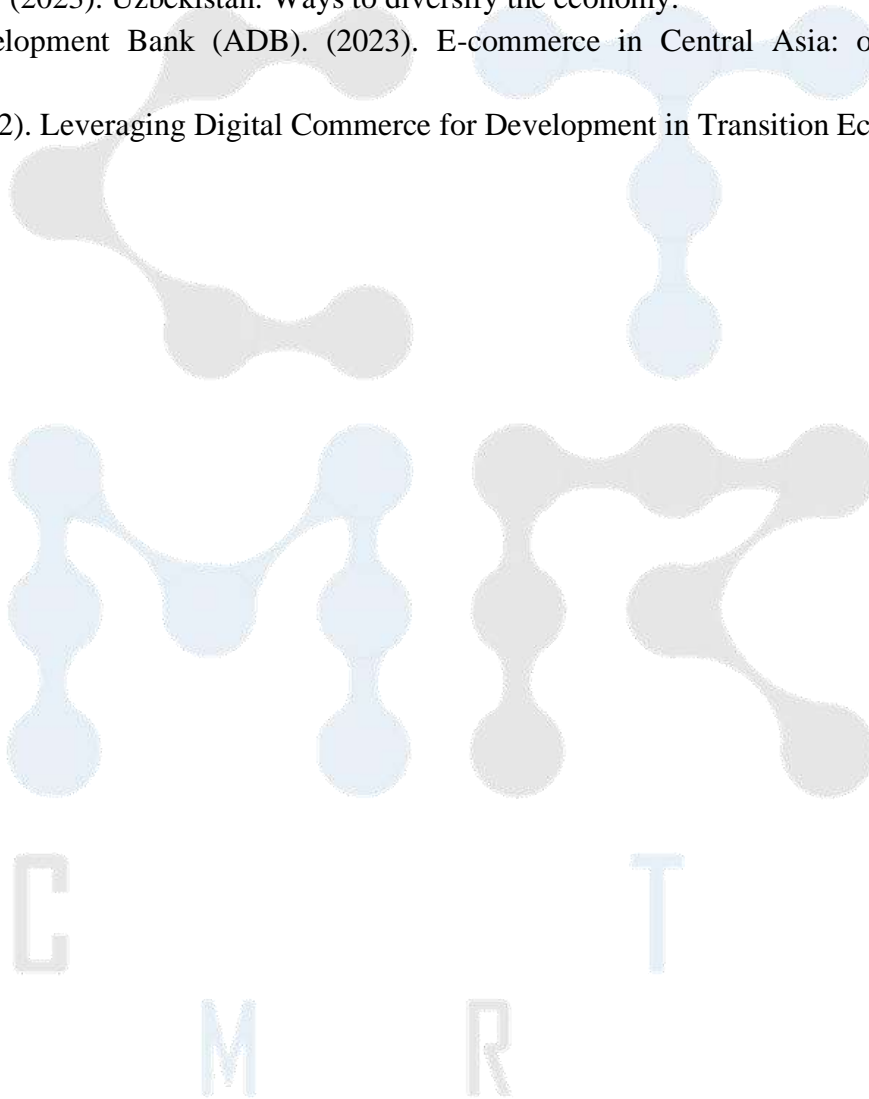 (2023). Uzbekistan: Ways to diversify the economy.
elopment Bank (ADB). (2023). E-commerce in Central Asia: o
2). Leveraging Digital Commerce for Development in Transition Ec
C T
M R